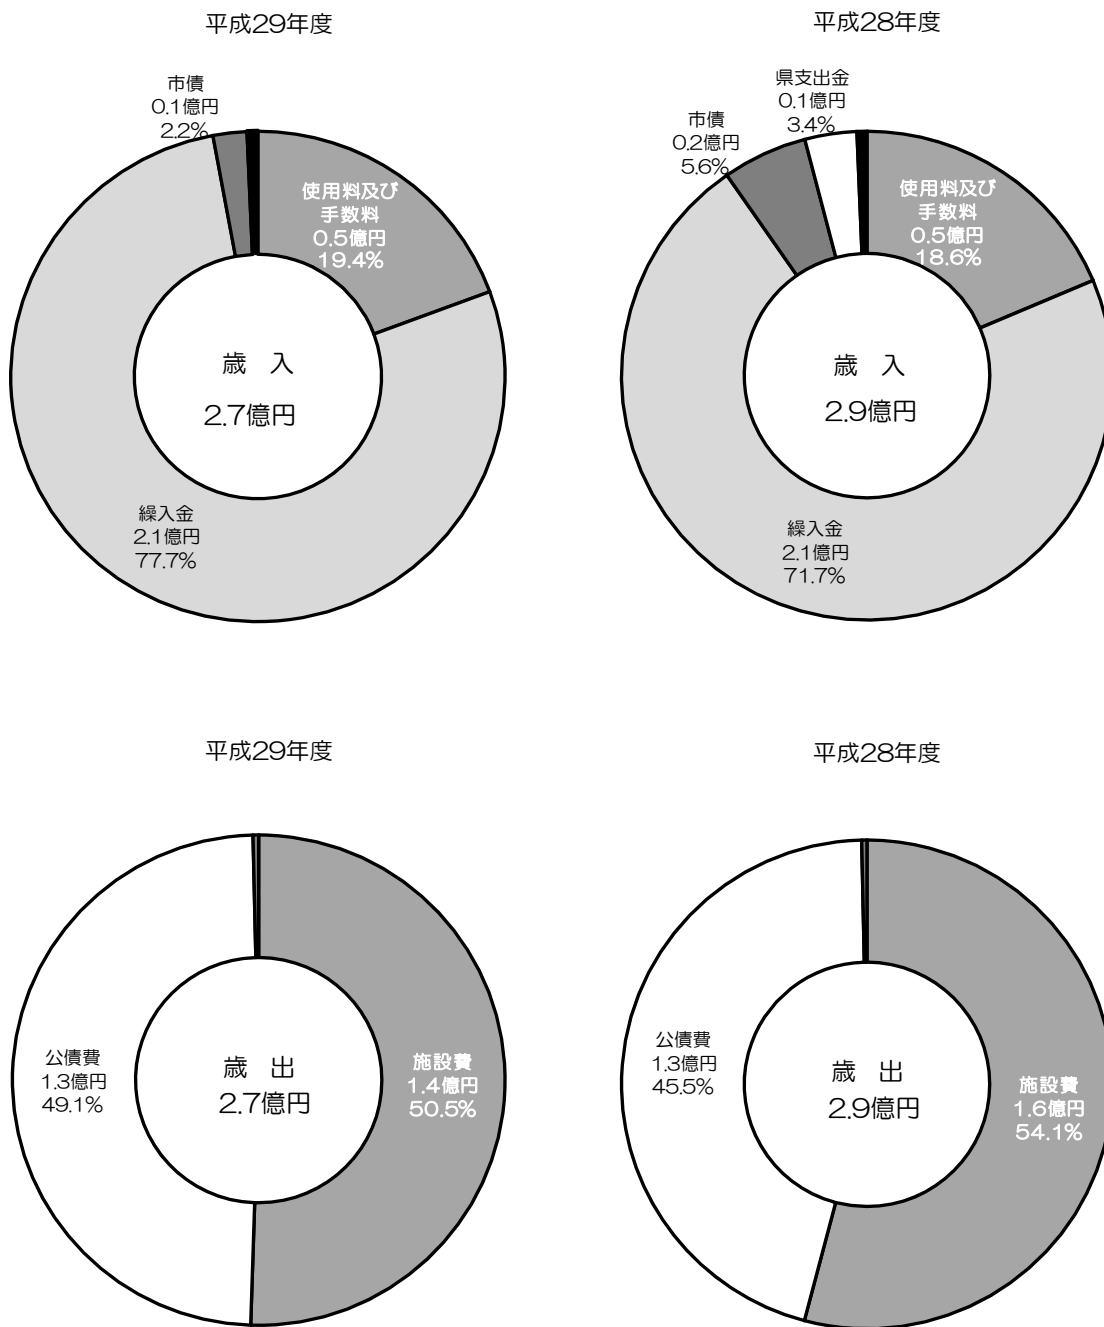 平成29年度
市債
0.1億円
2.2%
使用料及び
手数料
0.5億円
19.4%
歳 入
2.7億円
繰入金
2.1億円
77.7%
平成28年度
県支出金
0.1億円
3.4%
市債
0.2億円
5.6%
使用料及び
手数料
0.5億円
18.6%
歳 入
2.9億円
繰入金
2.1億円
71.7%
平成29年度
公債費
1.3億円
49.1%
歳 出
2.7億円
施設費
1.4億円
50.5%
平成28年度
公債費
1.3億円
45.5%
歳 出
2.9億円
施設費
1.6億円
54.1%